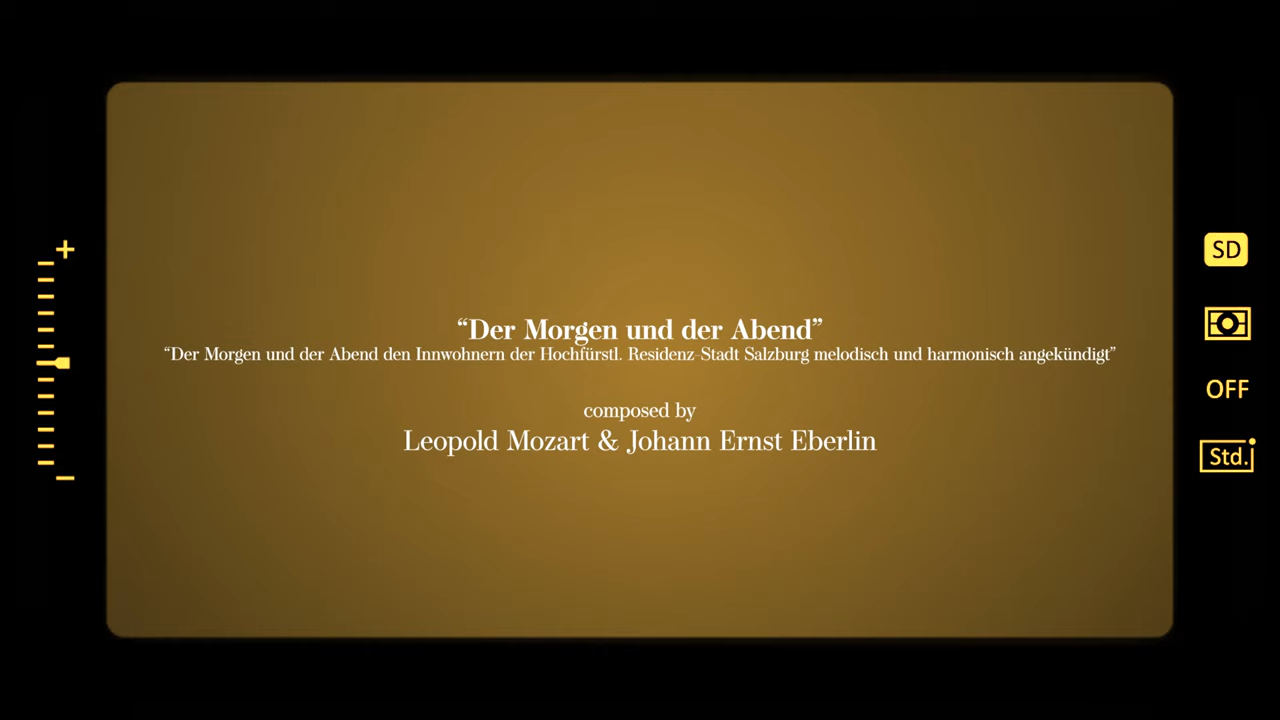 “Der Morgen und der Abend”
“Der Morgen und der Abend den Innwohnern der Hochfürstl. Residenz-Stadt Salzburg melodisch und harmonisch angekündigt”
composed by
Leopold Mozart & Johann Ernst Eberlin
+
−
SD
OFF
Std.